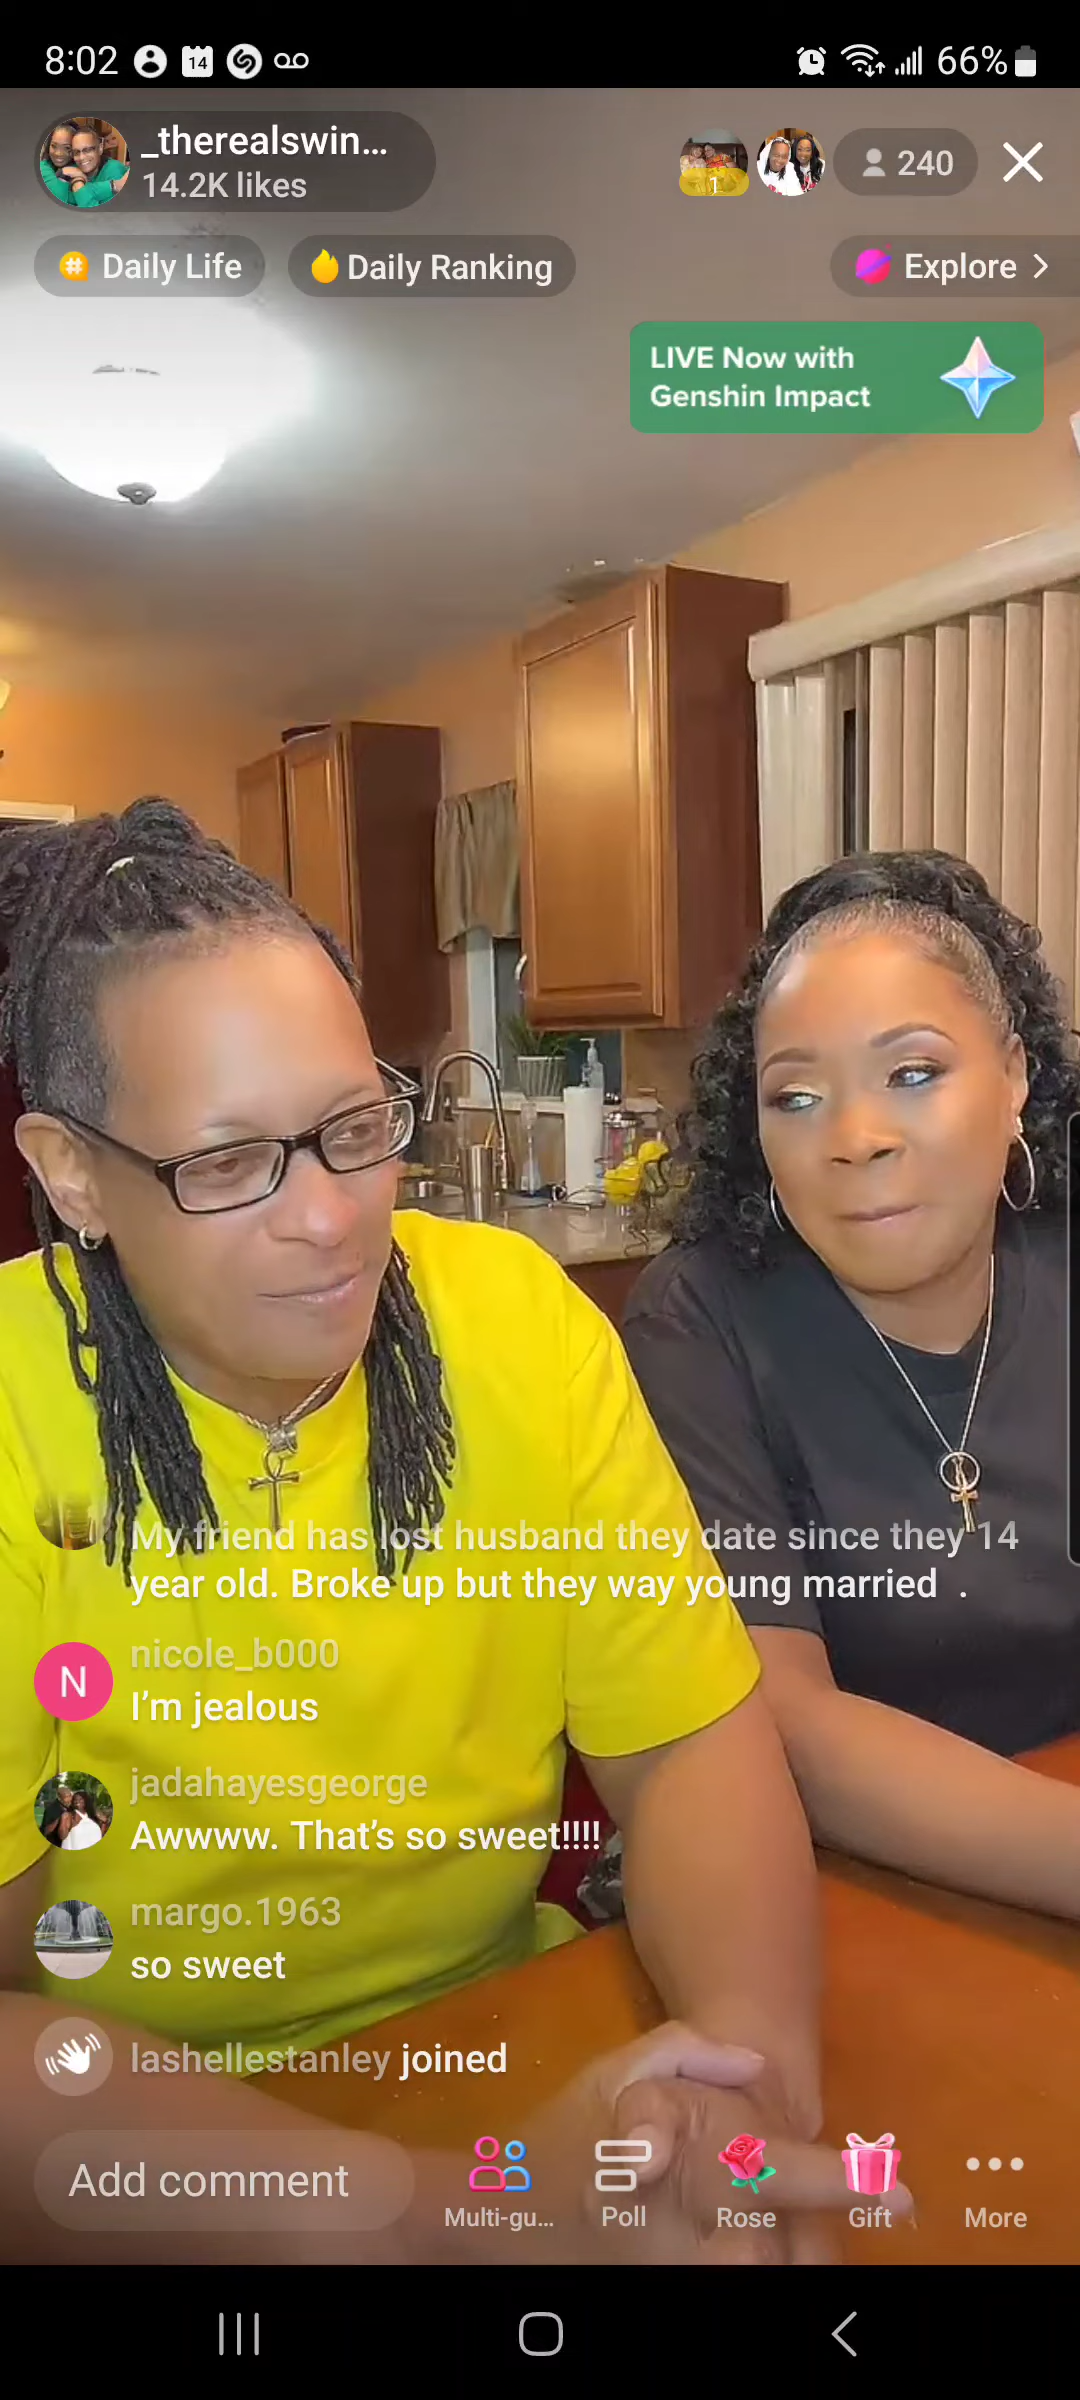 8:02 14 66%
_therealswin...
14.2K likes
1
240
Daily Life
Daily Ranking
Explore >
LIVE Now with
Genshin Impact
My friend has lost husband they date since they 14
year old. Broke up but they way young married .
nicole_b000
N
I'm jealous
jadahayesgeorge
Awwww. That's so sweet!!!!
margo.1963
so sweet
lashellestanley joined
Add comment
Multi-gu...
Poll
Rose
Gift
More